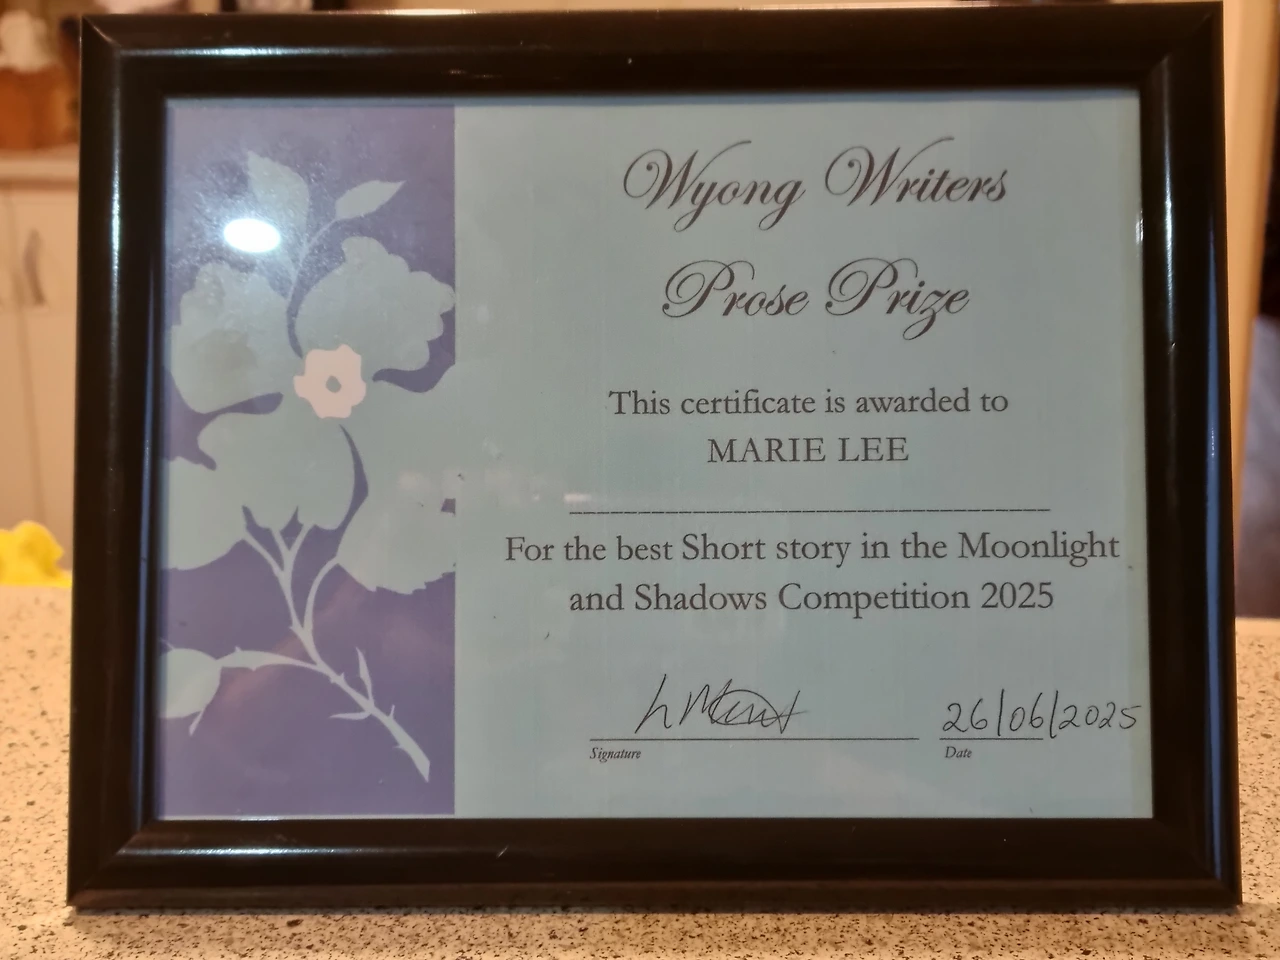 Wyong Writers
Prose Prize
This certificate is awarded to
MARIE LEE
For the best Short story in the Moonlight
and Shadows Competition 2025
26/06/2025
Signature
Date